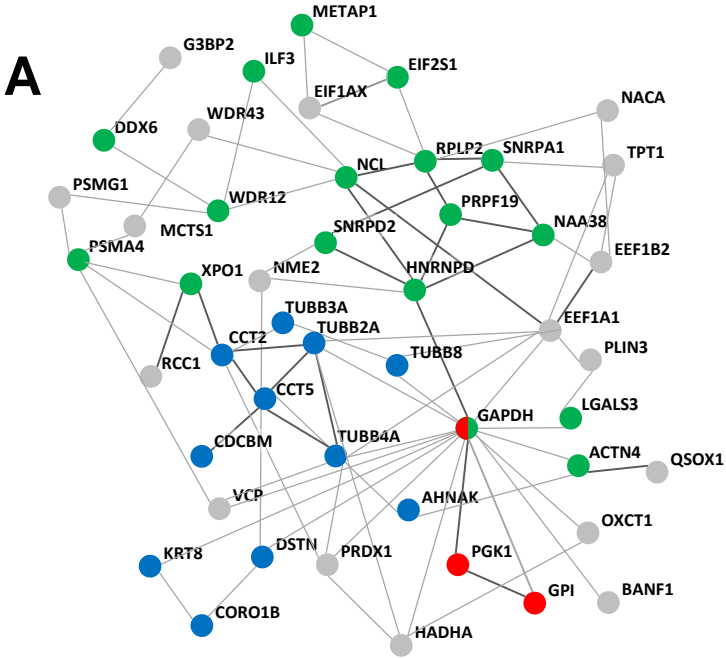 METAP1
G3BP2
ILF3
EIF2S1
A
EIF1AX
NACA
WDR43
DDX6
RPLP2
SNRPA1
TPT1
NCL
PSMG1
WDR12
PRPF19
MCTS1
SNRPD2
NAA38
PSMA4
EEF1B2
XPO1
NME2
HNRNPD
TUBB3A
EEF1A1
CCT2
TUBB2A
TUBB8
PLIN3
RCC1
CCT5
LGALS3
GAPDH
CDCBM
TUBB4A
ACTN4
QSOX1
VCP
AHNAK
OXCT1
KRT8
DSTN
PRDX1
PGK1
GPI
BANF1
CORO1B
HADHA